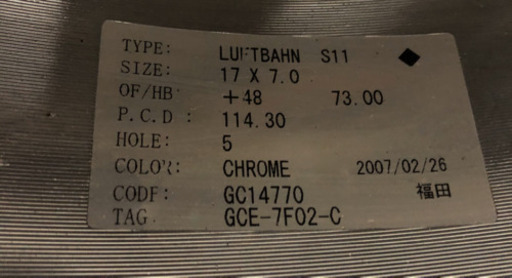 TYPE: LUFTBAHN S11 ◆
SIZE: 17 X 7.0
OF/HB: +48 73.00
P.C.D : 114.30
HOLE: 5
COLOR: CHROME 2007/02/26
CODE: GC14770 福田
TAG GCE-7F02-C